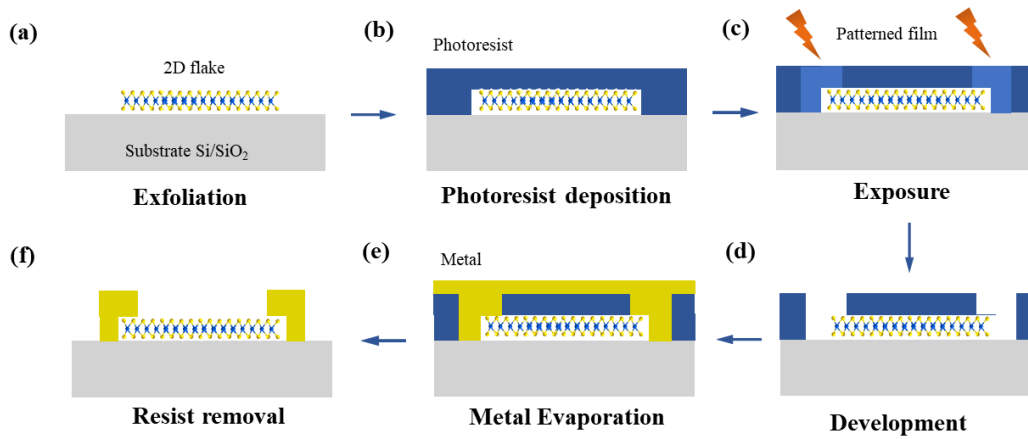 (a)
2D flake
Substrate Si/SiO₂
Exfoliation
(b)
Photoresist
Photoresist deposition
(c)
Patterned film
Exposure
(d)
Development
(e)
Metal
Metal Evaporation
(f)
Resist removal